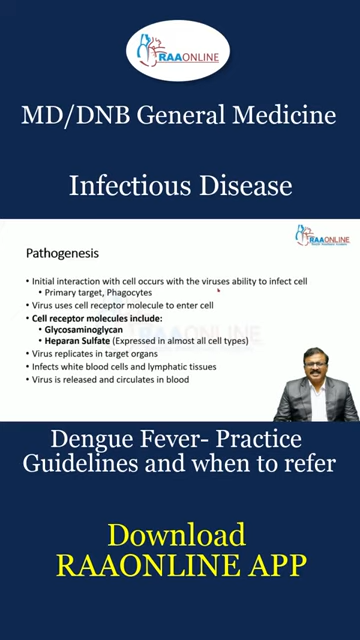 RAAONLINE
MD/DNB General Medicine
Infectious Disease
RAAONLINE
Pathogenesis
• Initial interaction with cell occurs with the viruses ability to infect cell
• Primary target, Phagocytes
• Virus uses cell receptor molecule to enter cell
• Cell receptor molecules include:
• Glycosaminoglycan
• Heparan Sulfate (Expressed in almost all cell types)
• Virus replicates in target organs
• Infects white blood cells and lymphatic tissues
• Virus is released and circulates in blood
RAAONLINE
Dengue Fever- Practice
Guidelines and when to refer
Download
RAAONLINE APP